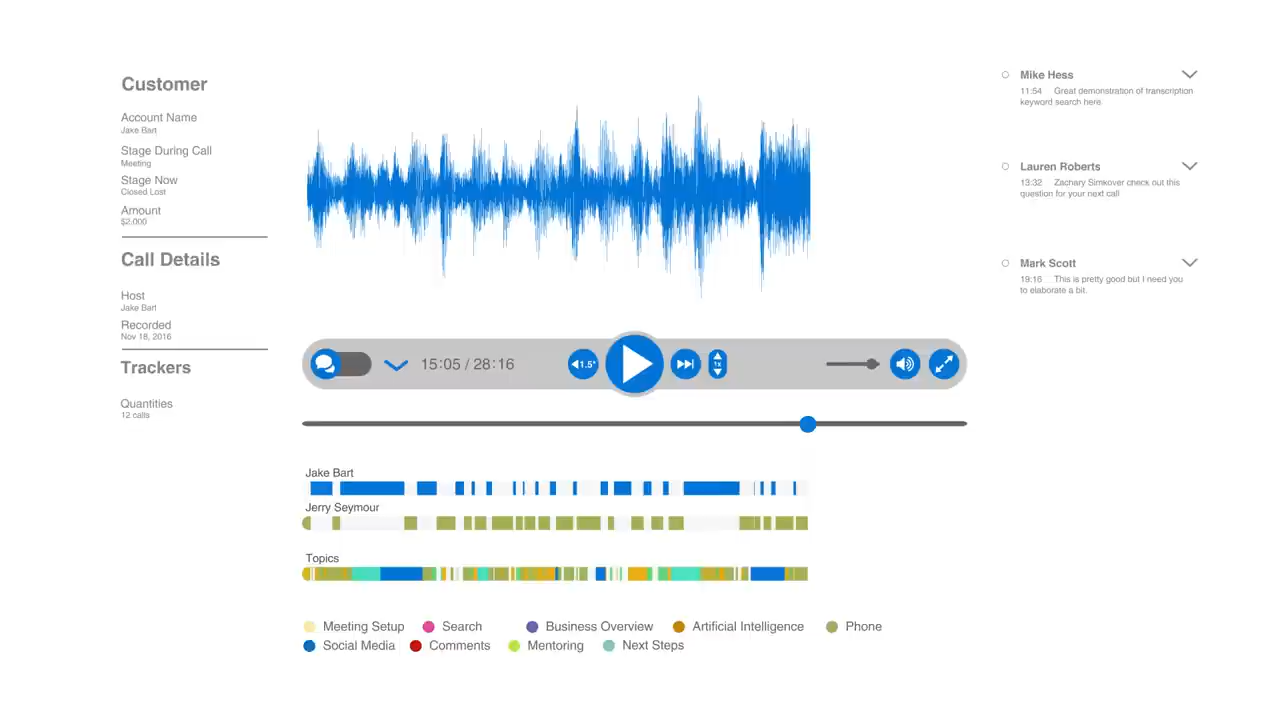 Customer
Account Name
Jake Bart
Stage During Call
Meeting
Stage Now
Closed Lost
Amount
$2,000
Call Details
Host
Jake Bart
Recorded
Nov 18, 2016
Trackers
Quantities
12 calls
15:05 / 28:16
1.5*
1x
Jake Bart
Jerry Seymour
Topics
Meeting Setup
Search
Business Overview
Artificial Intelligence
Phone
Social Media
Comments
Mentoring
Next Steps
Mike Hess
11:54 Great demonstration of transcription
keyword search here
Lauren Roberts
13:32 Zachary Simkover check out this
question for your next call
Mark Scott
19:16 This is pretty good but I need you
to elaborate a bit.